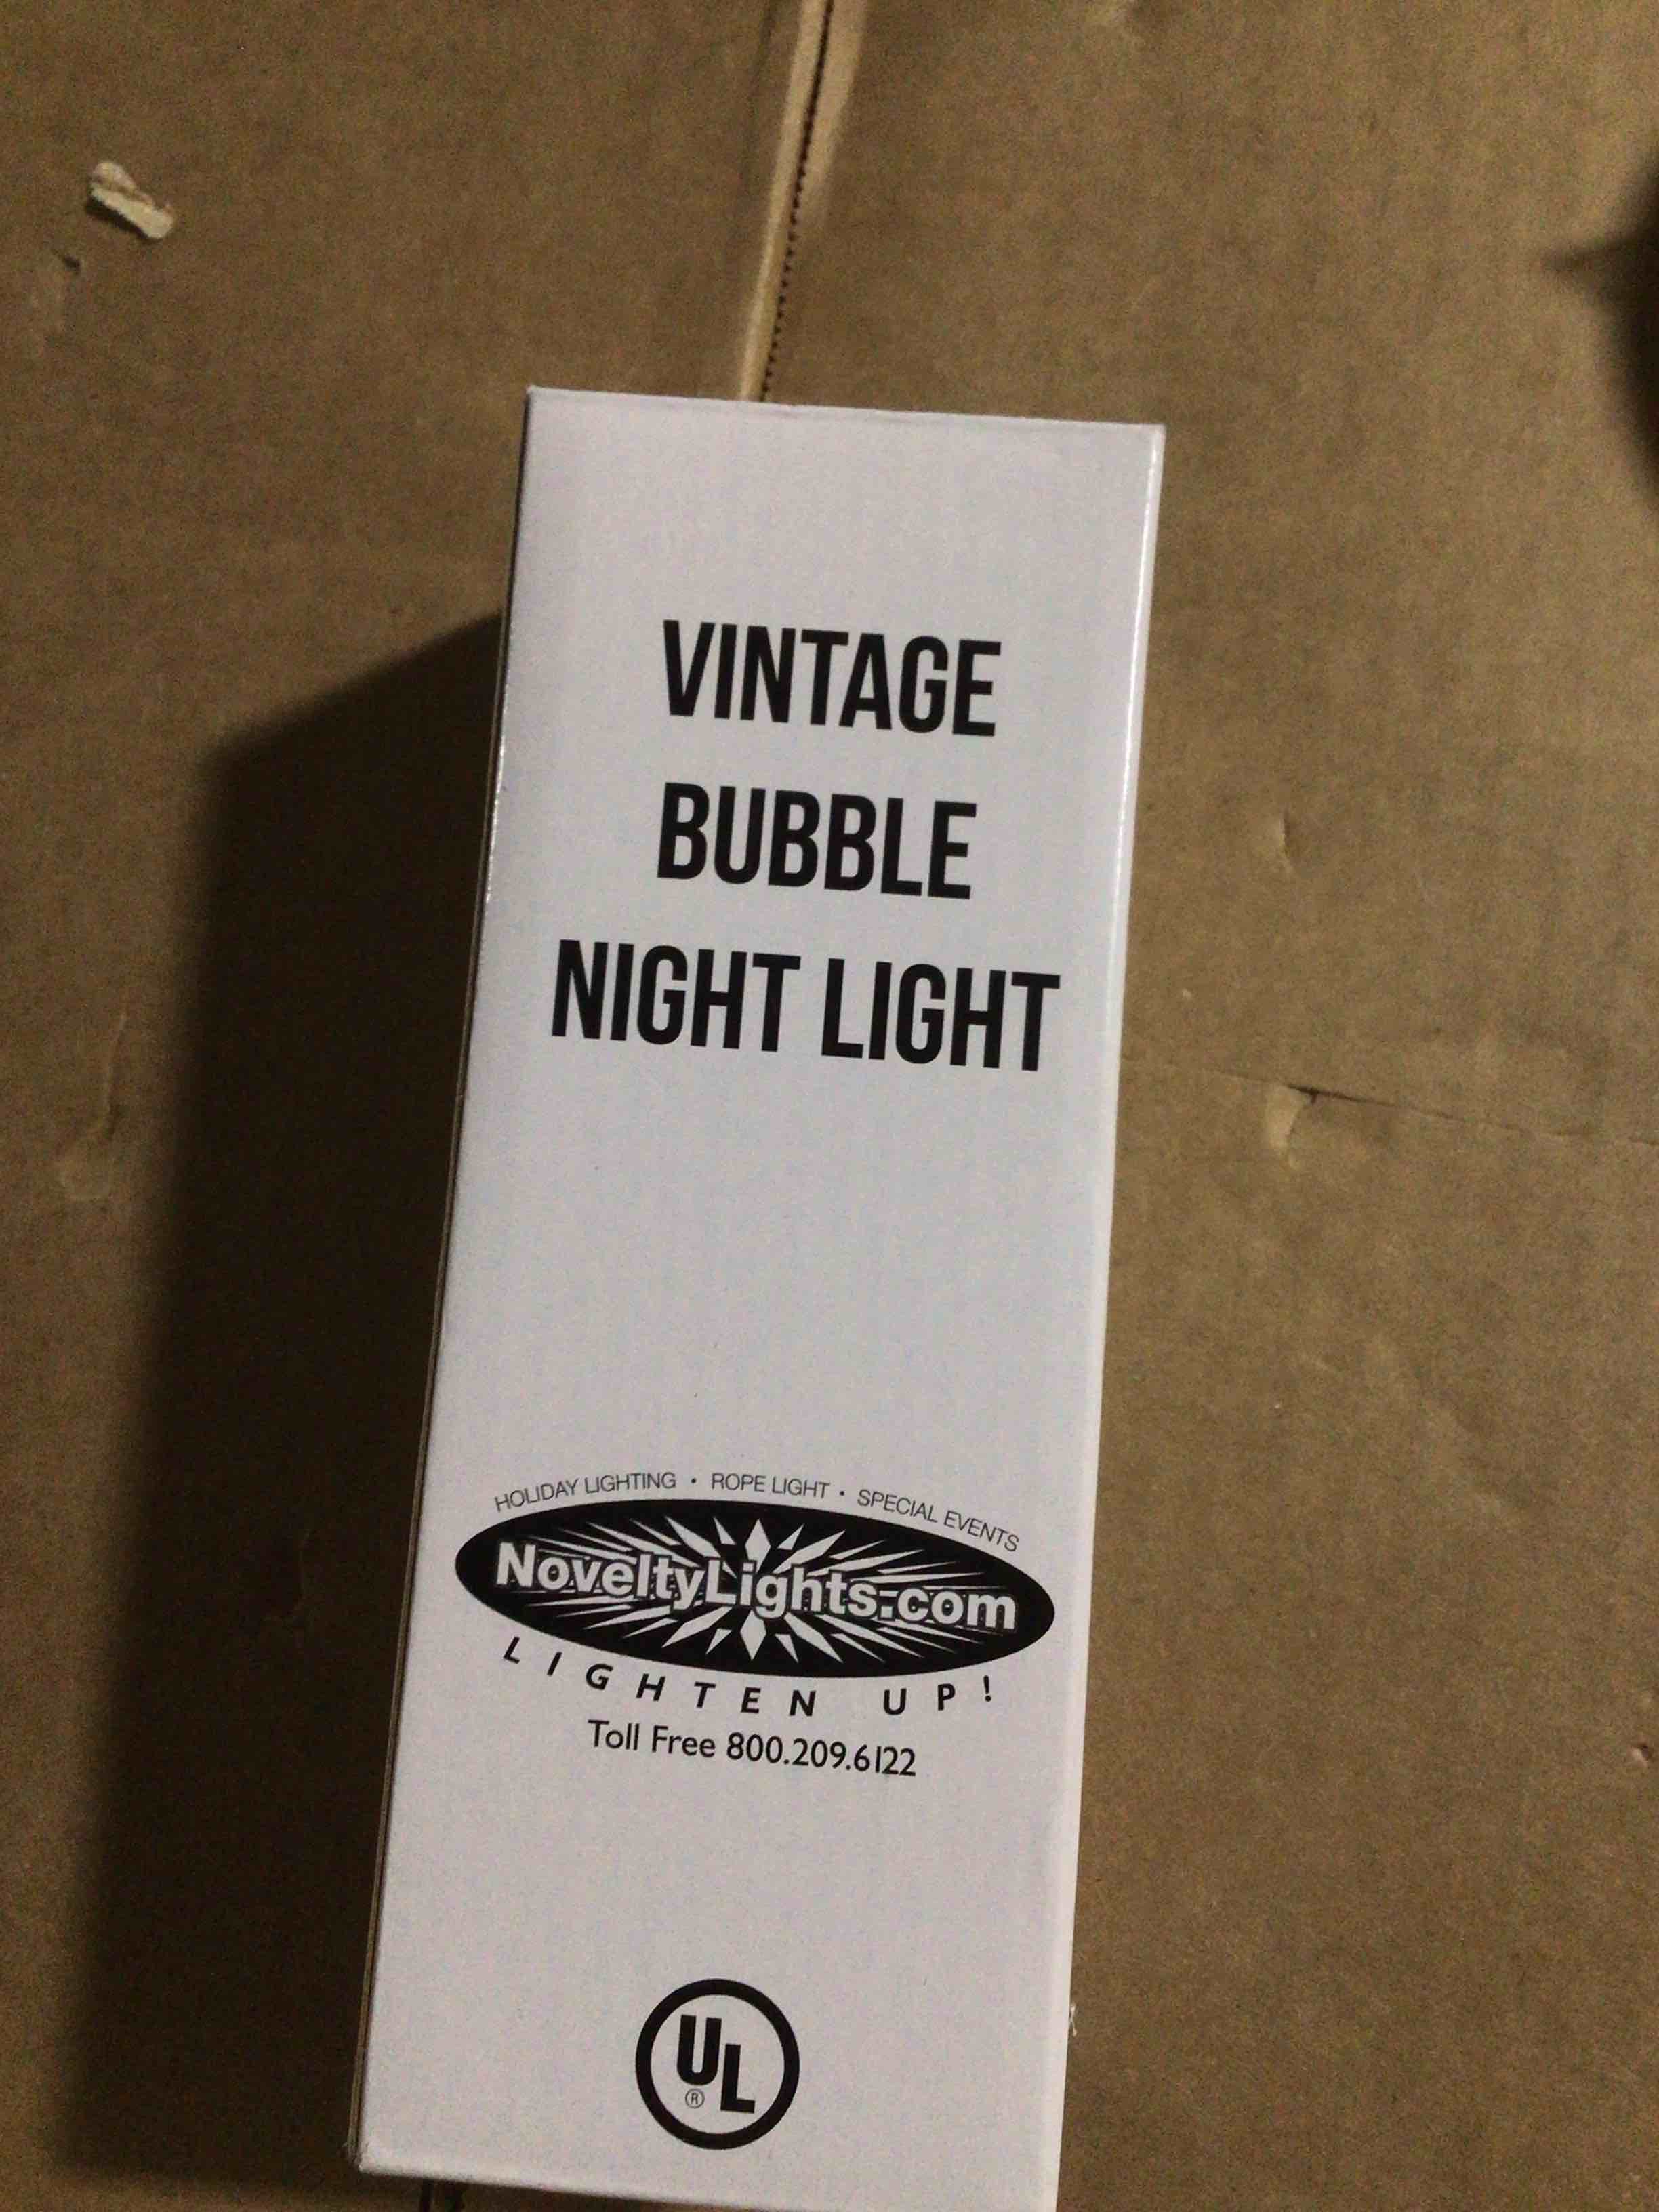 VINTAGE
BUBBLE
NIGHT LIGHT
HOLIDAY LIGHTING • ROPE LIGHT • SPECIAL EVENTS
NoveltyLights.com
LIGHTEN UP!
Toll Free 800.209.6122
UL
®